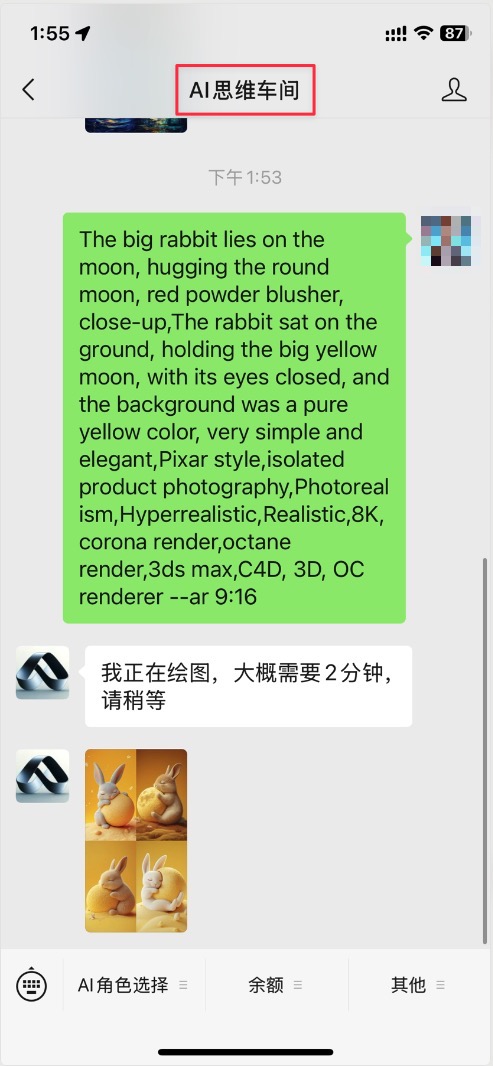 1:55
87
AI思维车间
下午1:53
The big rabbit lies on the
moon, hugging the round
moon, red powder blusher,
close-up,The rabbit sat on the
ground, holding the big yellow
moon, with its eyes closed, and
the background was a pure
yellow color, very simple and
elegant,Pixar style,isolated
product photography,Photoreal
ism,Hyperrealistic,Realistic,8K,
corona render,octane
render,3ds max,C4D, 3D, OC
renderer --ar 9:16
我正在绘图，大概需要2分钟，
请稍等
AI角色选择 余额 其他